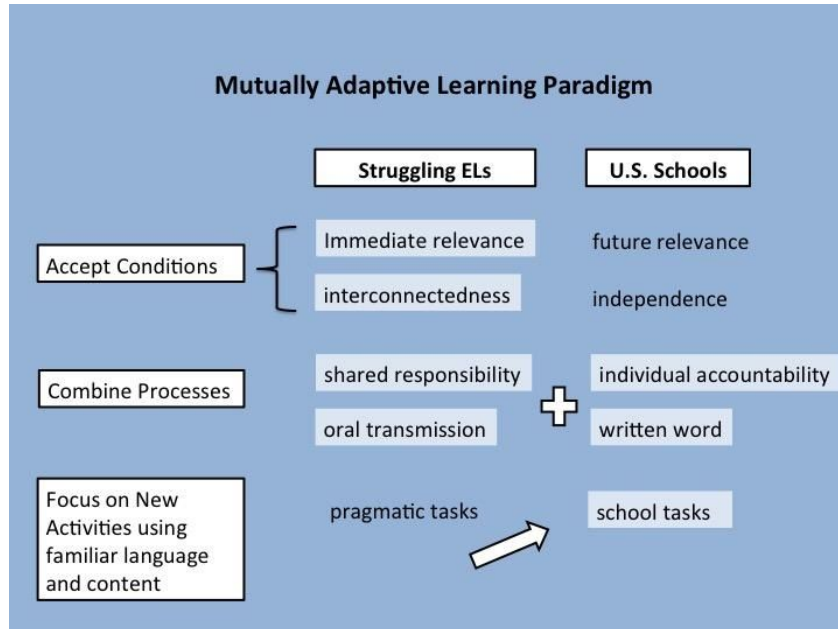 Mutually Adaptive Learning Paradigm
Struggling ELs
U.S. Schools
Accept Conditions
Immediate relevance
future relevance
interconnectedness
independence
Combine Processes
shared responsibility
individual accountability
oral transmission
written word
Focus on New
Activities using
familiar language
and content
pragmatic tasks
school tasks